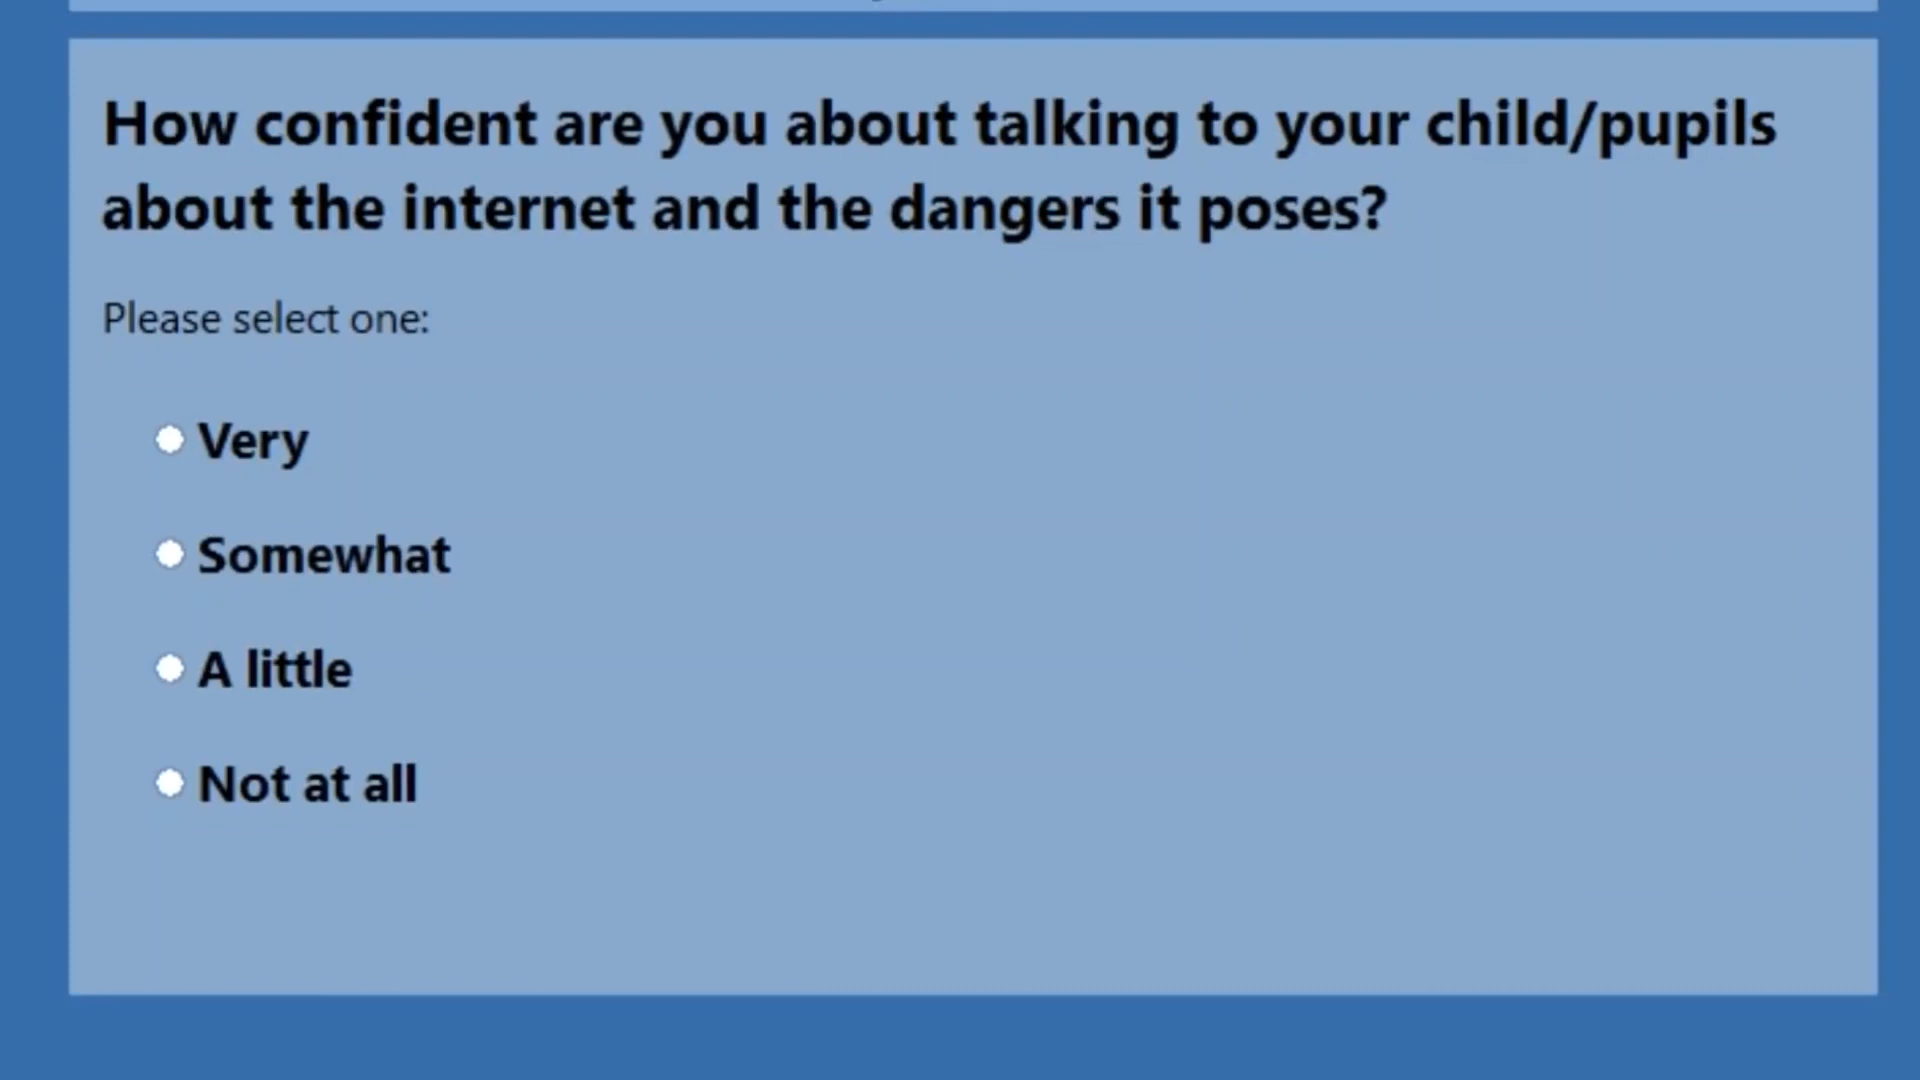 How confident are you about talking to your child/pupils
about the internet and the dangers it poses?
Please select one:
Very
Somewhat
A little
Not at all